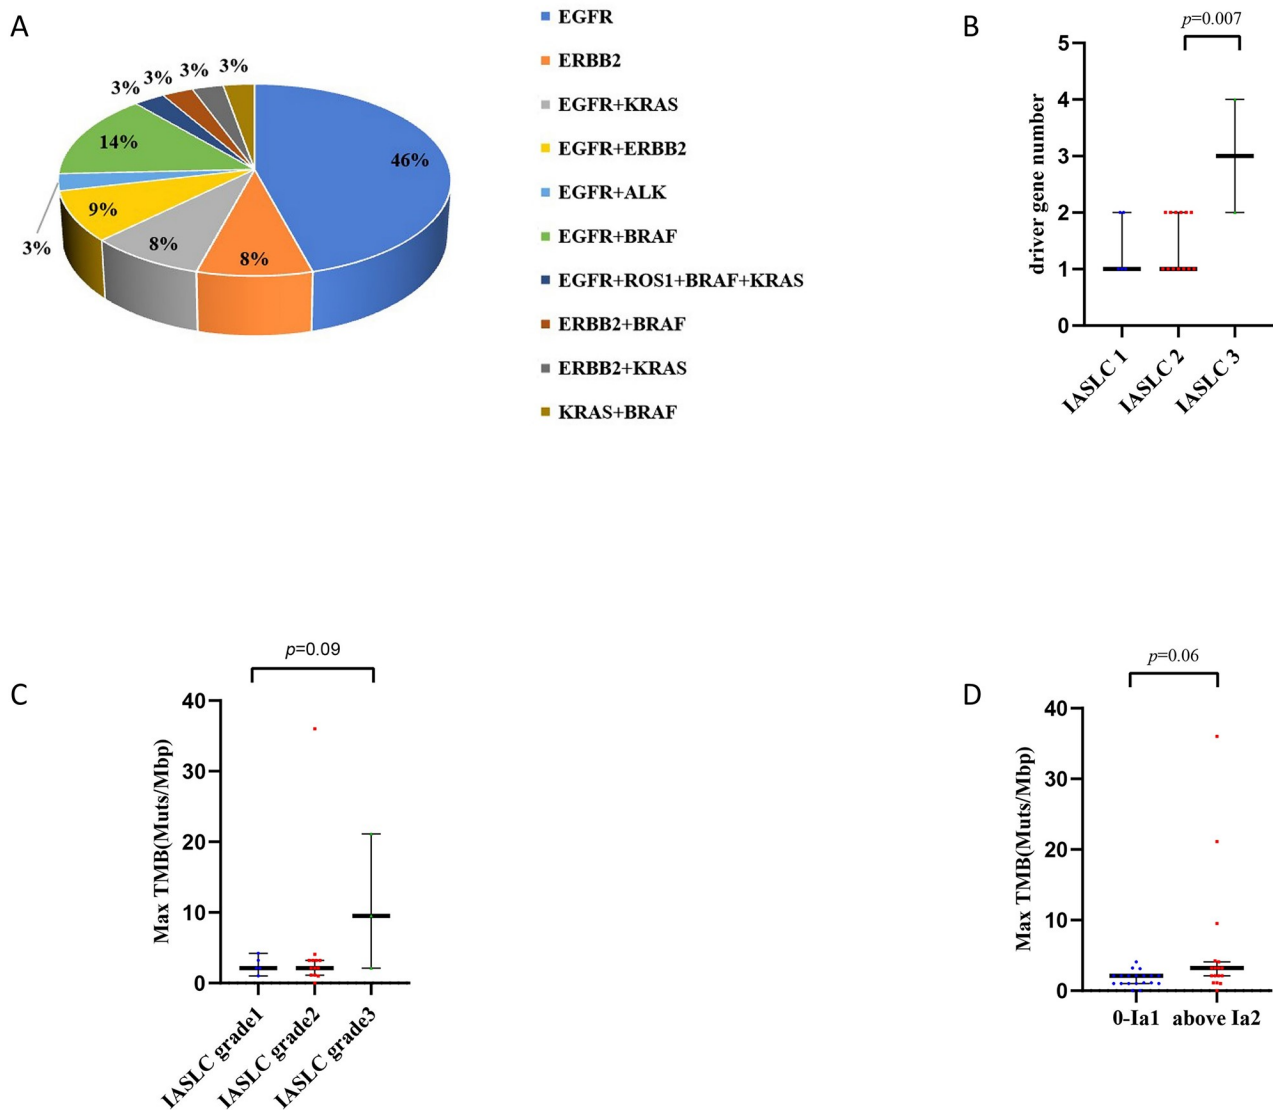 A
3%
3%
3%
3%
14%
46%
9%
3%
8%
8%
EGFR
ERBB2
EGFR+KRAS
EGFR+ERBB2
EGFR+ALK
EGFR+BRAF
EGFR+ROS1+BRAF+KRAS
ERBB2+BRAF
ERBB2+KRAS
KRAS+BRAF
B
p=0.007
driver gene number
5
4
3
2
1
0
IASLC 1
IASLC 2
IASLC 3
C
p=0.09
Max TMB(Muts/Mbp)
40
30
20
10
0
IASLC grade1
IASLC grade2
IASLC grade3
D
p=0.06
Max TMB(Muts/Mbp)
40
30
20
10
0
0-Ia1
above Ia2